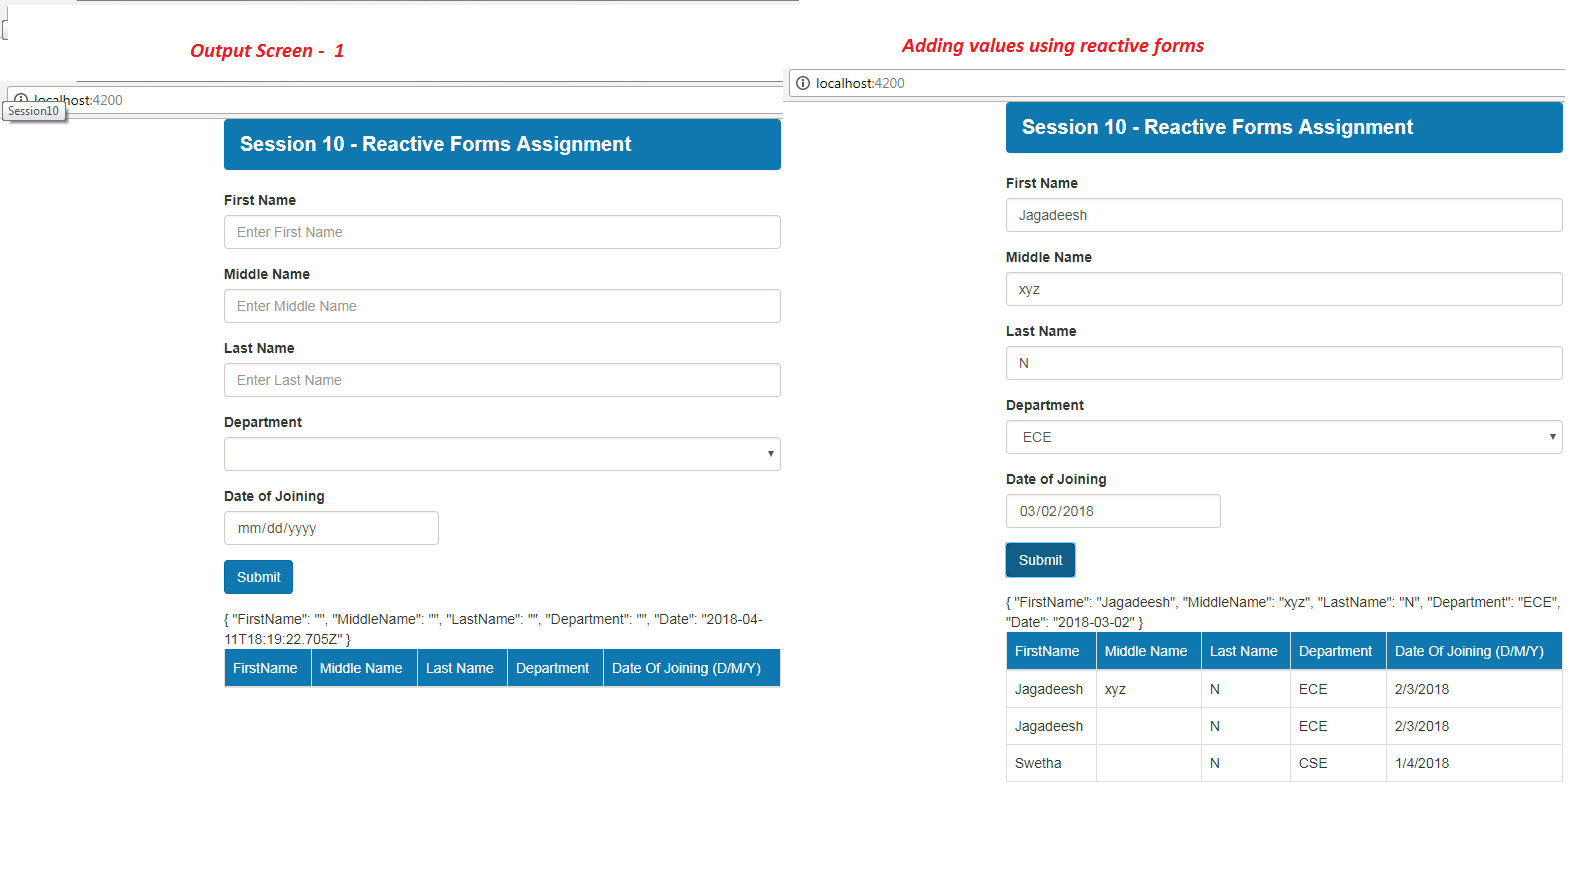 Output Screen - 1
localhost:4200
Session10
Session 10 - Reactive Forms Assignment
First Name
Enter First Name
Middle Name
Enter Middle Name
Last Name
Enter Last Name
Department
Date of Joining
mm/dd/yyyy
Submit
{ "FirstName": "", "MiddleName": "", "LastName": "", "Department": "", "Date": "2018-04-
11T18:19:22.705Z" }
FirstName Middle Name Last Name Department Date Of Joining (D/M/Y)
Adding values using reactive forms
localhost:4200
Session 10 - Reactive Forms Assignment
First Name
Jagadeesh
Middle Name
xyz
Last Name
N
Department
ECE
Date of Joining
03/02/2018
Submit
{ "FirstName": "Jagadeesh", "MiddleName": "xyz", "LastName": "N", "Department": "ECE",
"Date": "2018-03-02" }
FirstName Middle Name Last Name Department Date Of Joining (D/M/Y)
Jagadeesh xyz N ECE 2/3/2018
Jagadeesh N ECE 2/3/2018
Swetha N CSE 1/4/2018